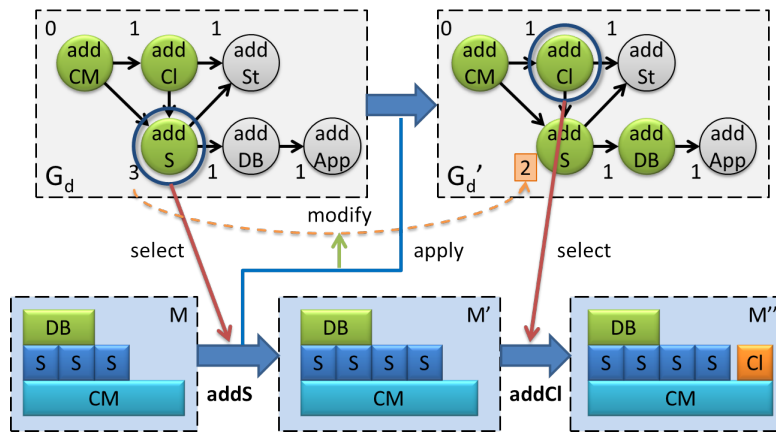 0
1
1
add
CM
add
Cl
add
St
add
S
add
DB
add
App
3
1
1
Gd
0
1
1
add
CM
add
Cl
add
St
add
S
add
DB
add
App
2
1
1
Gd'
modify
select
apply
select
M
DB
S S S
CM
addS
M'
DB
S S S S
CM
addCl
M''
DB
S S S S Cl
CM